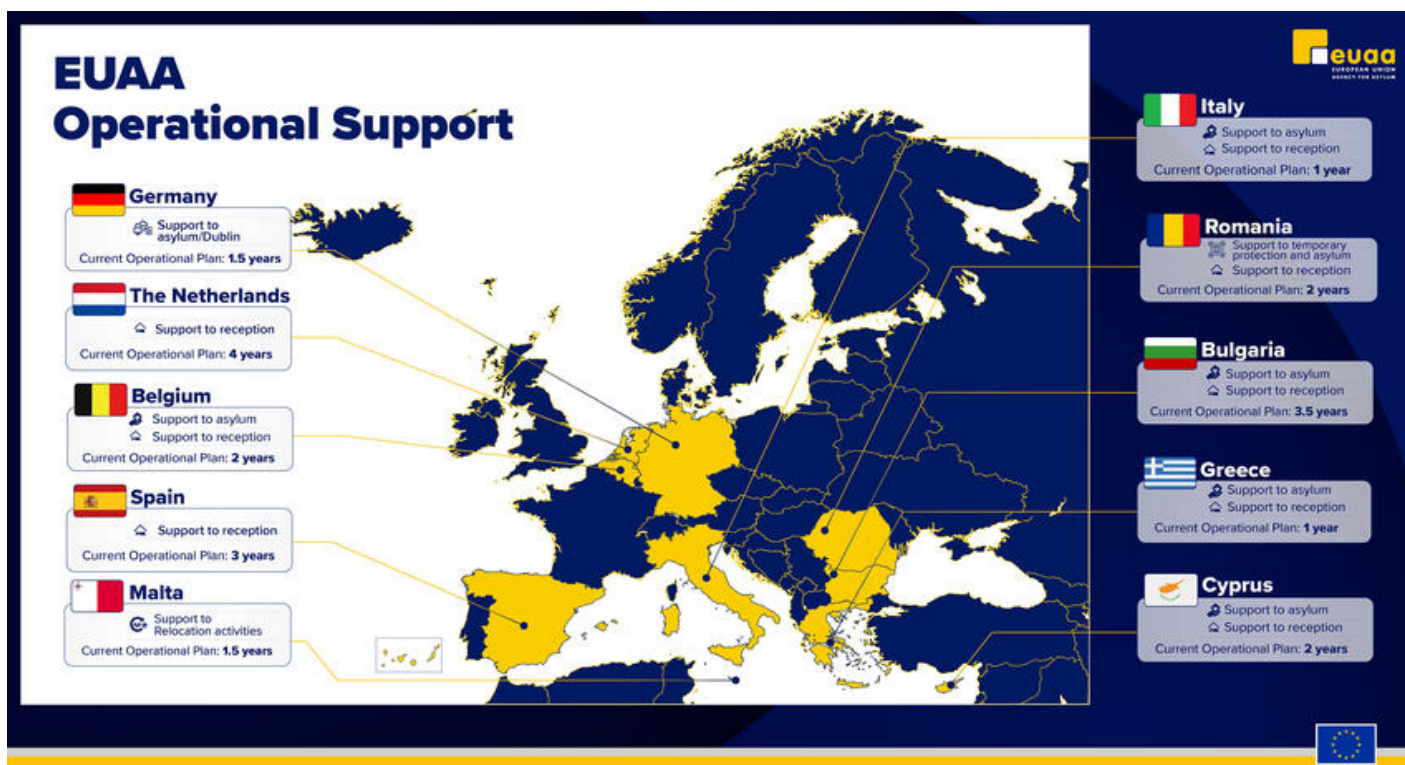 EUAA
Operational Support
Germany
Support to
asylum/Dublin
Current Operational Plan: 1.5 years
The Netherlands
Support to reception
Current Operational Plan: 4 years
Belgium
Support to asylum
Support to reception
Current Operational Plan: 2 years
Spain
Support to reception
Current Operational Plan: 3 years
Malta
Support to
Relocation activities
Current Operational Plan: 1.5 years
euaa
EUROPEAN UNION
AGENCY FOR ASYLUM
Italy
Support to asylum
Support to reception
Current Operational Plan: 1 year
Romania
Support to temporary
protection and asylum
Support to reception
Current Operational Plan: 2 years
Bulgaria
Support to asylum
Support to reception
Current Operational Plan: 3.5 years
Greece
Support to asylum
Support to reception
Current Operational Plan: 1 year
Cyprus
Support to asylum
Support to reception
Current Operational Plan: 2 years